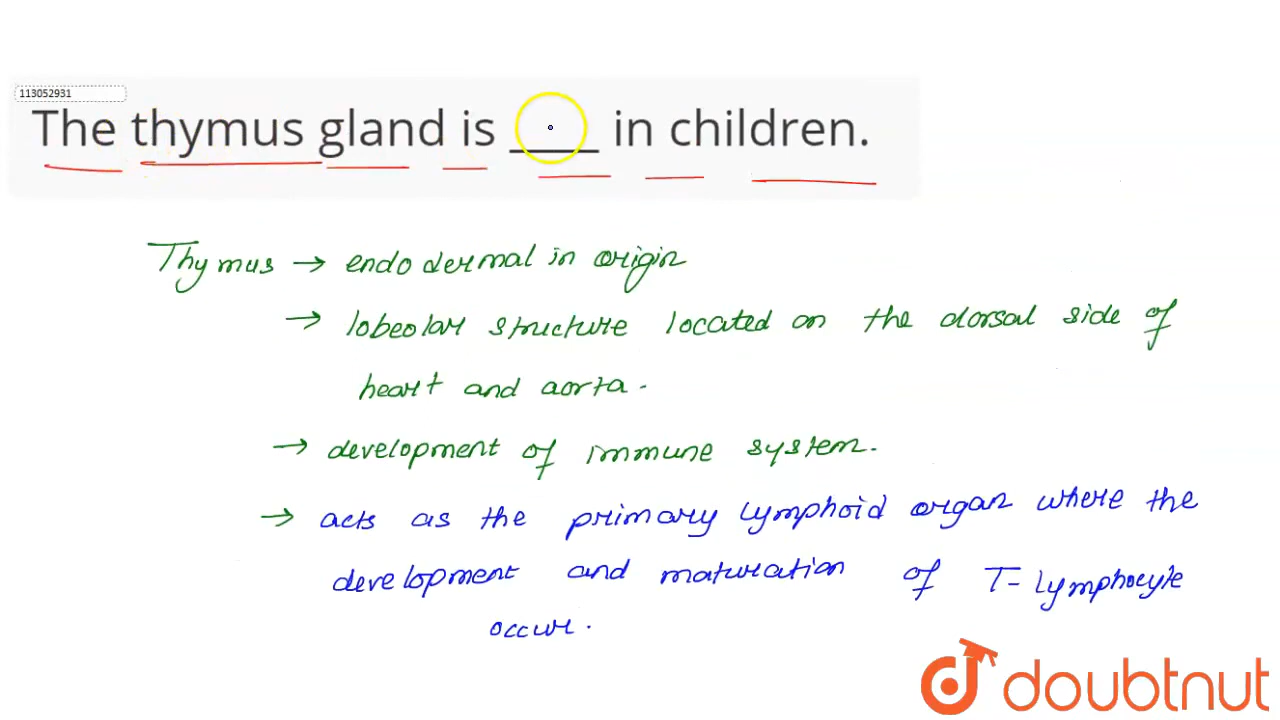 113052931
The thymus gland is ____ in children.
Thymus → endodermal in origin
→ lobeolar structure located on the dorsal side of
heart and aorta.
→ development of immune system.
→ acts as the primary lymphoid organ where the
development and maturation of T-lymphocyte
occur.
doubtnut